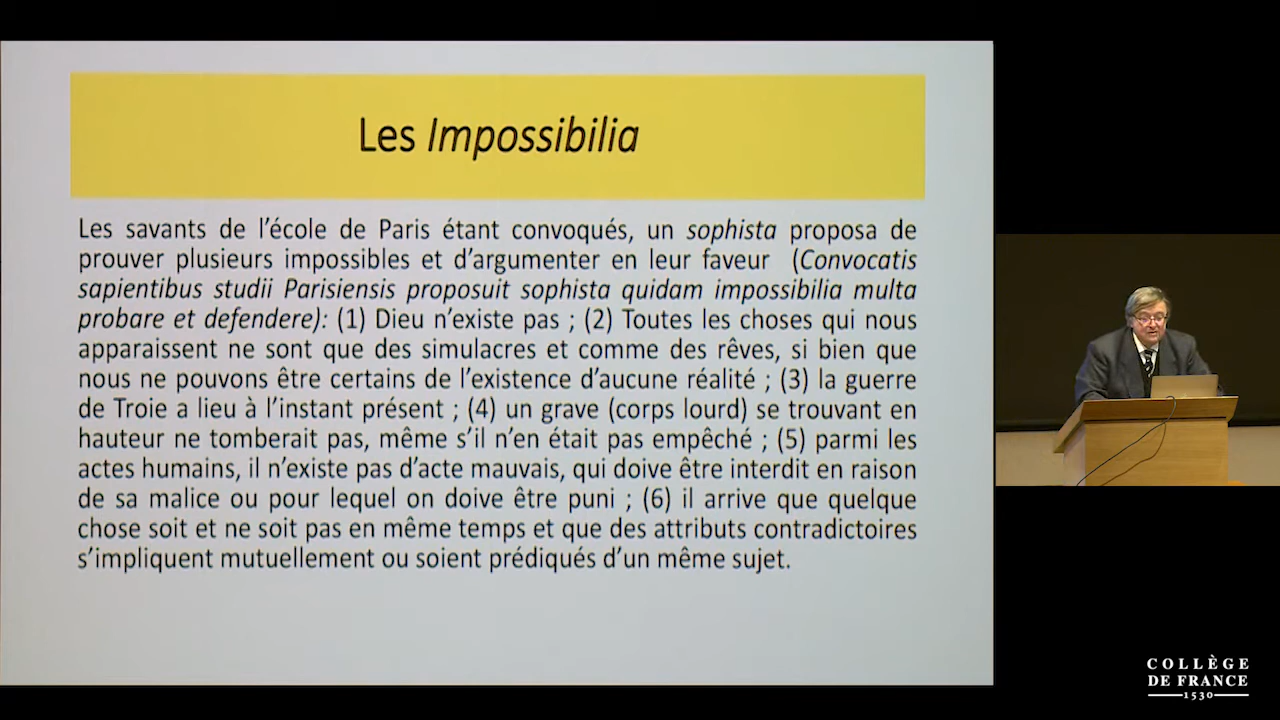 Les Impossibilia
Les savants de l’école de Paris étant convoqués, un sophista proposa de
prouver plusieurs impossibles et d’argumenter en leur faveur (Convocatis
sapientibus studii Parisiensis proposuit sophista quidam impossibilia multa
probare et defendere): (1) Dieu n’existe pas ; (2) Toutes les choses qui nous
apparaissent ne sont que des simulacres et comme des rêves, si bien que
nous ne pouvons être certains de l’existence d’aucune réalité ; (3) la guerre
de Troie a lieu à l’instant présent ; (4) un grave (corps lourd) se trouvant en
hauteur ne tomberait pas, même s’il n’en était pas empêché ; (5) parmi les
actes humains, il n’existe pas d’acte mauvais, qui doive être interdit en raison
de sa malice ou pour lequel on doive être puni ; (6) il arrive que quelque
chose soit et ne soit pas en même temps et que des attributs contradictoires
s’impliquent mutuellement ou soient prédiqués d’un même sujet.
COLLÈGE
DE FRANCE
1530